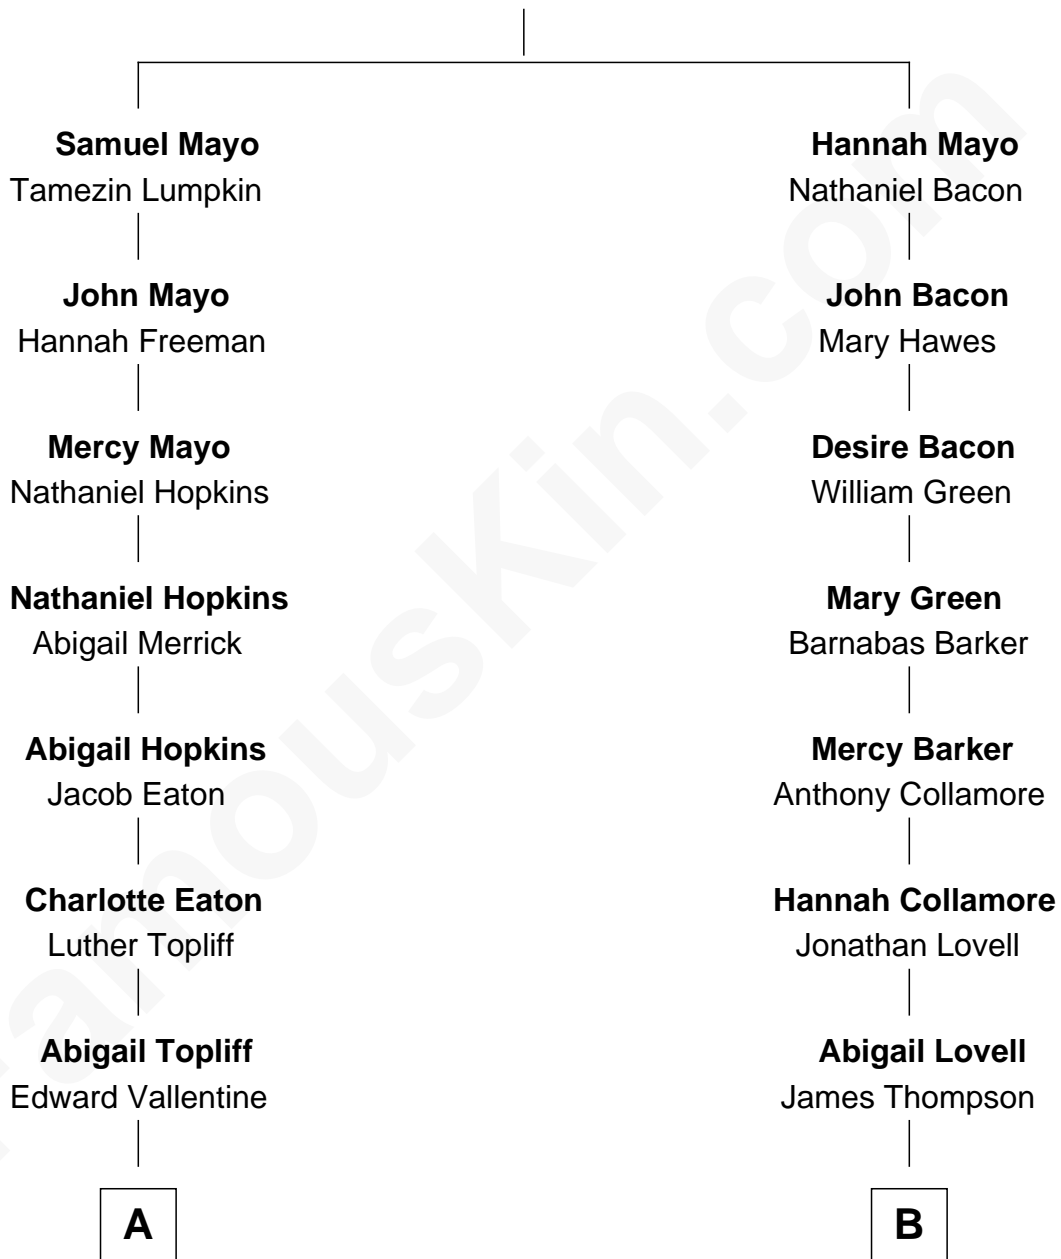 Samuel Mayo
Tamezin Lumpkin
John Mayo
Hannah Freeman
Mercy Mayo
Nathaniel Hopkins
Nathaniel Hopkins
Abigail Merrick
Abigail Hopkins
Jacob Eaton
Charlotte Eaton
Luther Topliff
Abigail Topliff
Edward Vallentine
A
Hannah Mayo
Nathaniel Bacon
John Bacon
Mary Hawes
Desire Bacon
William Green
Mary Green
Barnabas Barker
Mercy Barker
Anthony Collamore
Hannah Collamore
Jonathan Lovell
Abigail Lovell
James Thompson
B
FamousKin.com